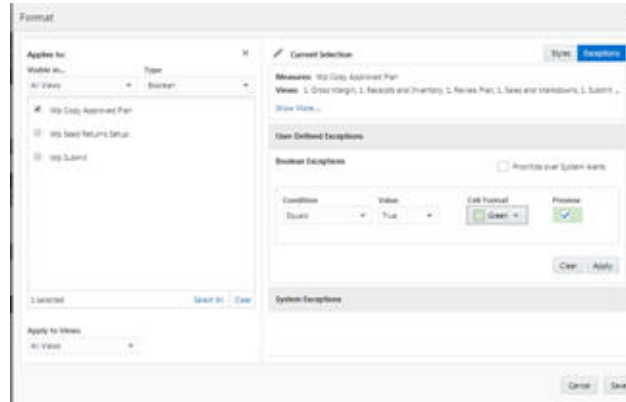 Format
Applies to:
Visible in...
Type
All Views
Boolean
Wp Copy Approved Plan
Wp Seed Returns Setup
Wp Submit
1 selected
Select All
Clear
Apply to Views
All Views
Current Selection
Styles
Exceptions
Measures: Wp Copy Approved Plan
Views: 1. Gross Margin, 1. Receipts and Inventory, 1. Review Plan, 1. Sales and Markdowns, 1. Submit ...
Show More...
User Defined Exceptions
Boolean Exceptions
Prioritize over System Alerts
Condition
Value
Cell Format
Preview
Equals
True
Green
Clear
Apply
System Exceptions
Cancel
Save